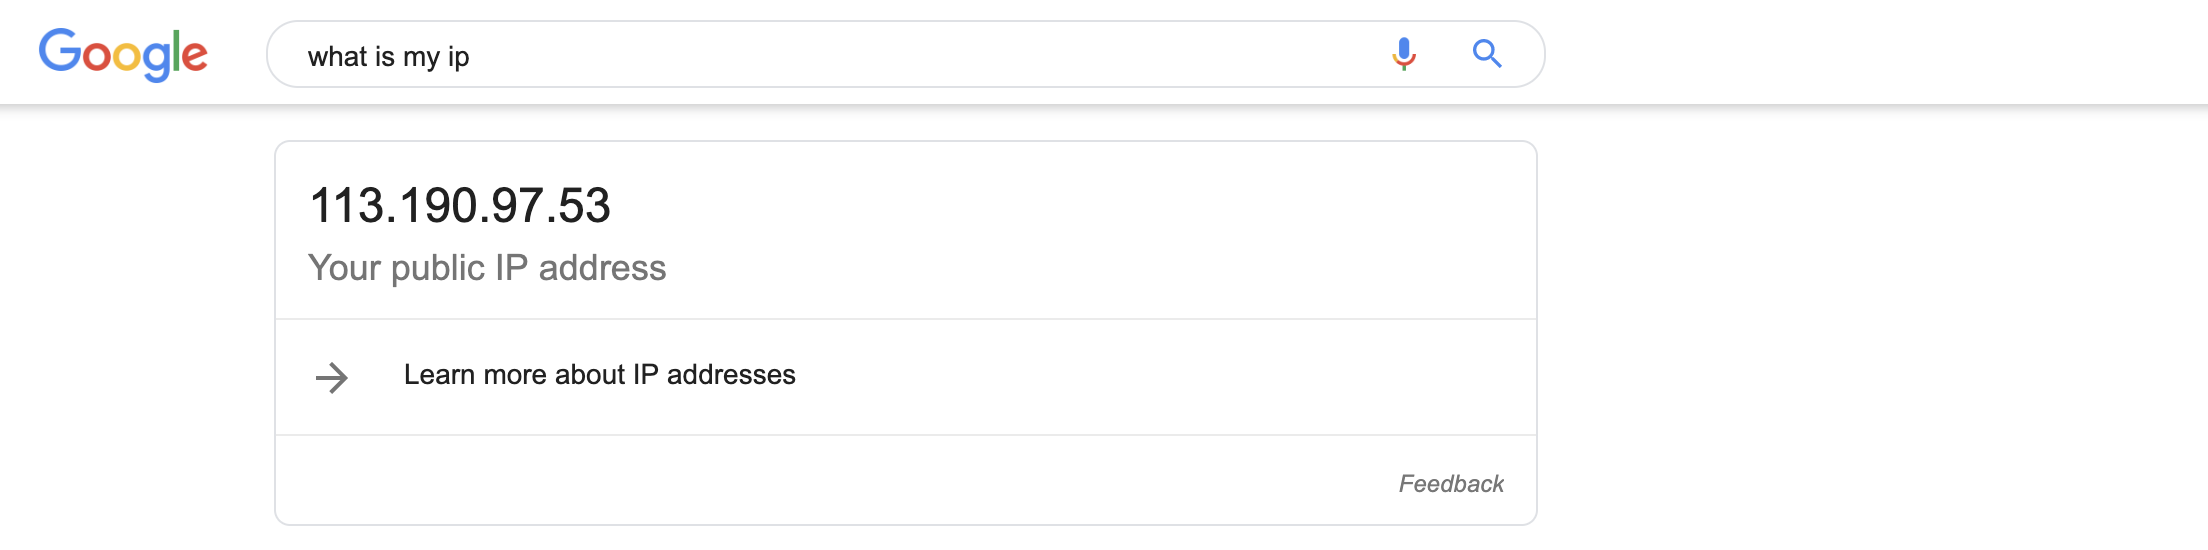 Google
what is my ip
113.190.97.53
Your public IP address
Learn more about IP addresses
Feedback